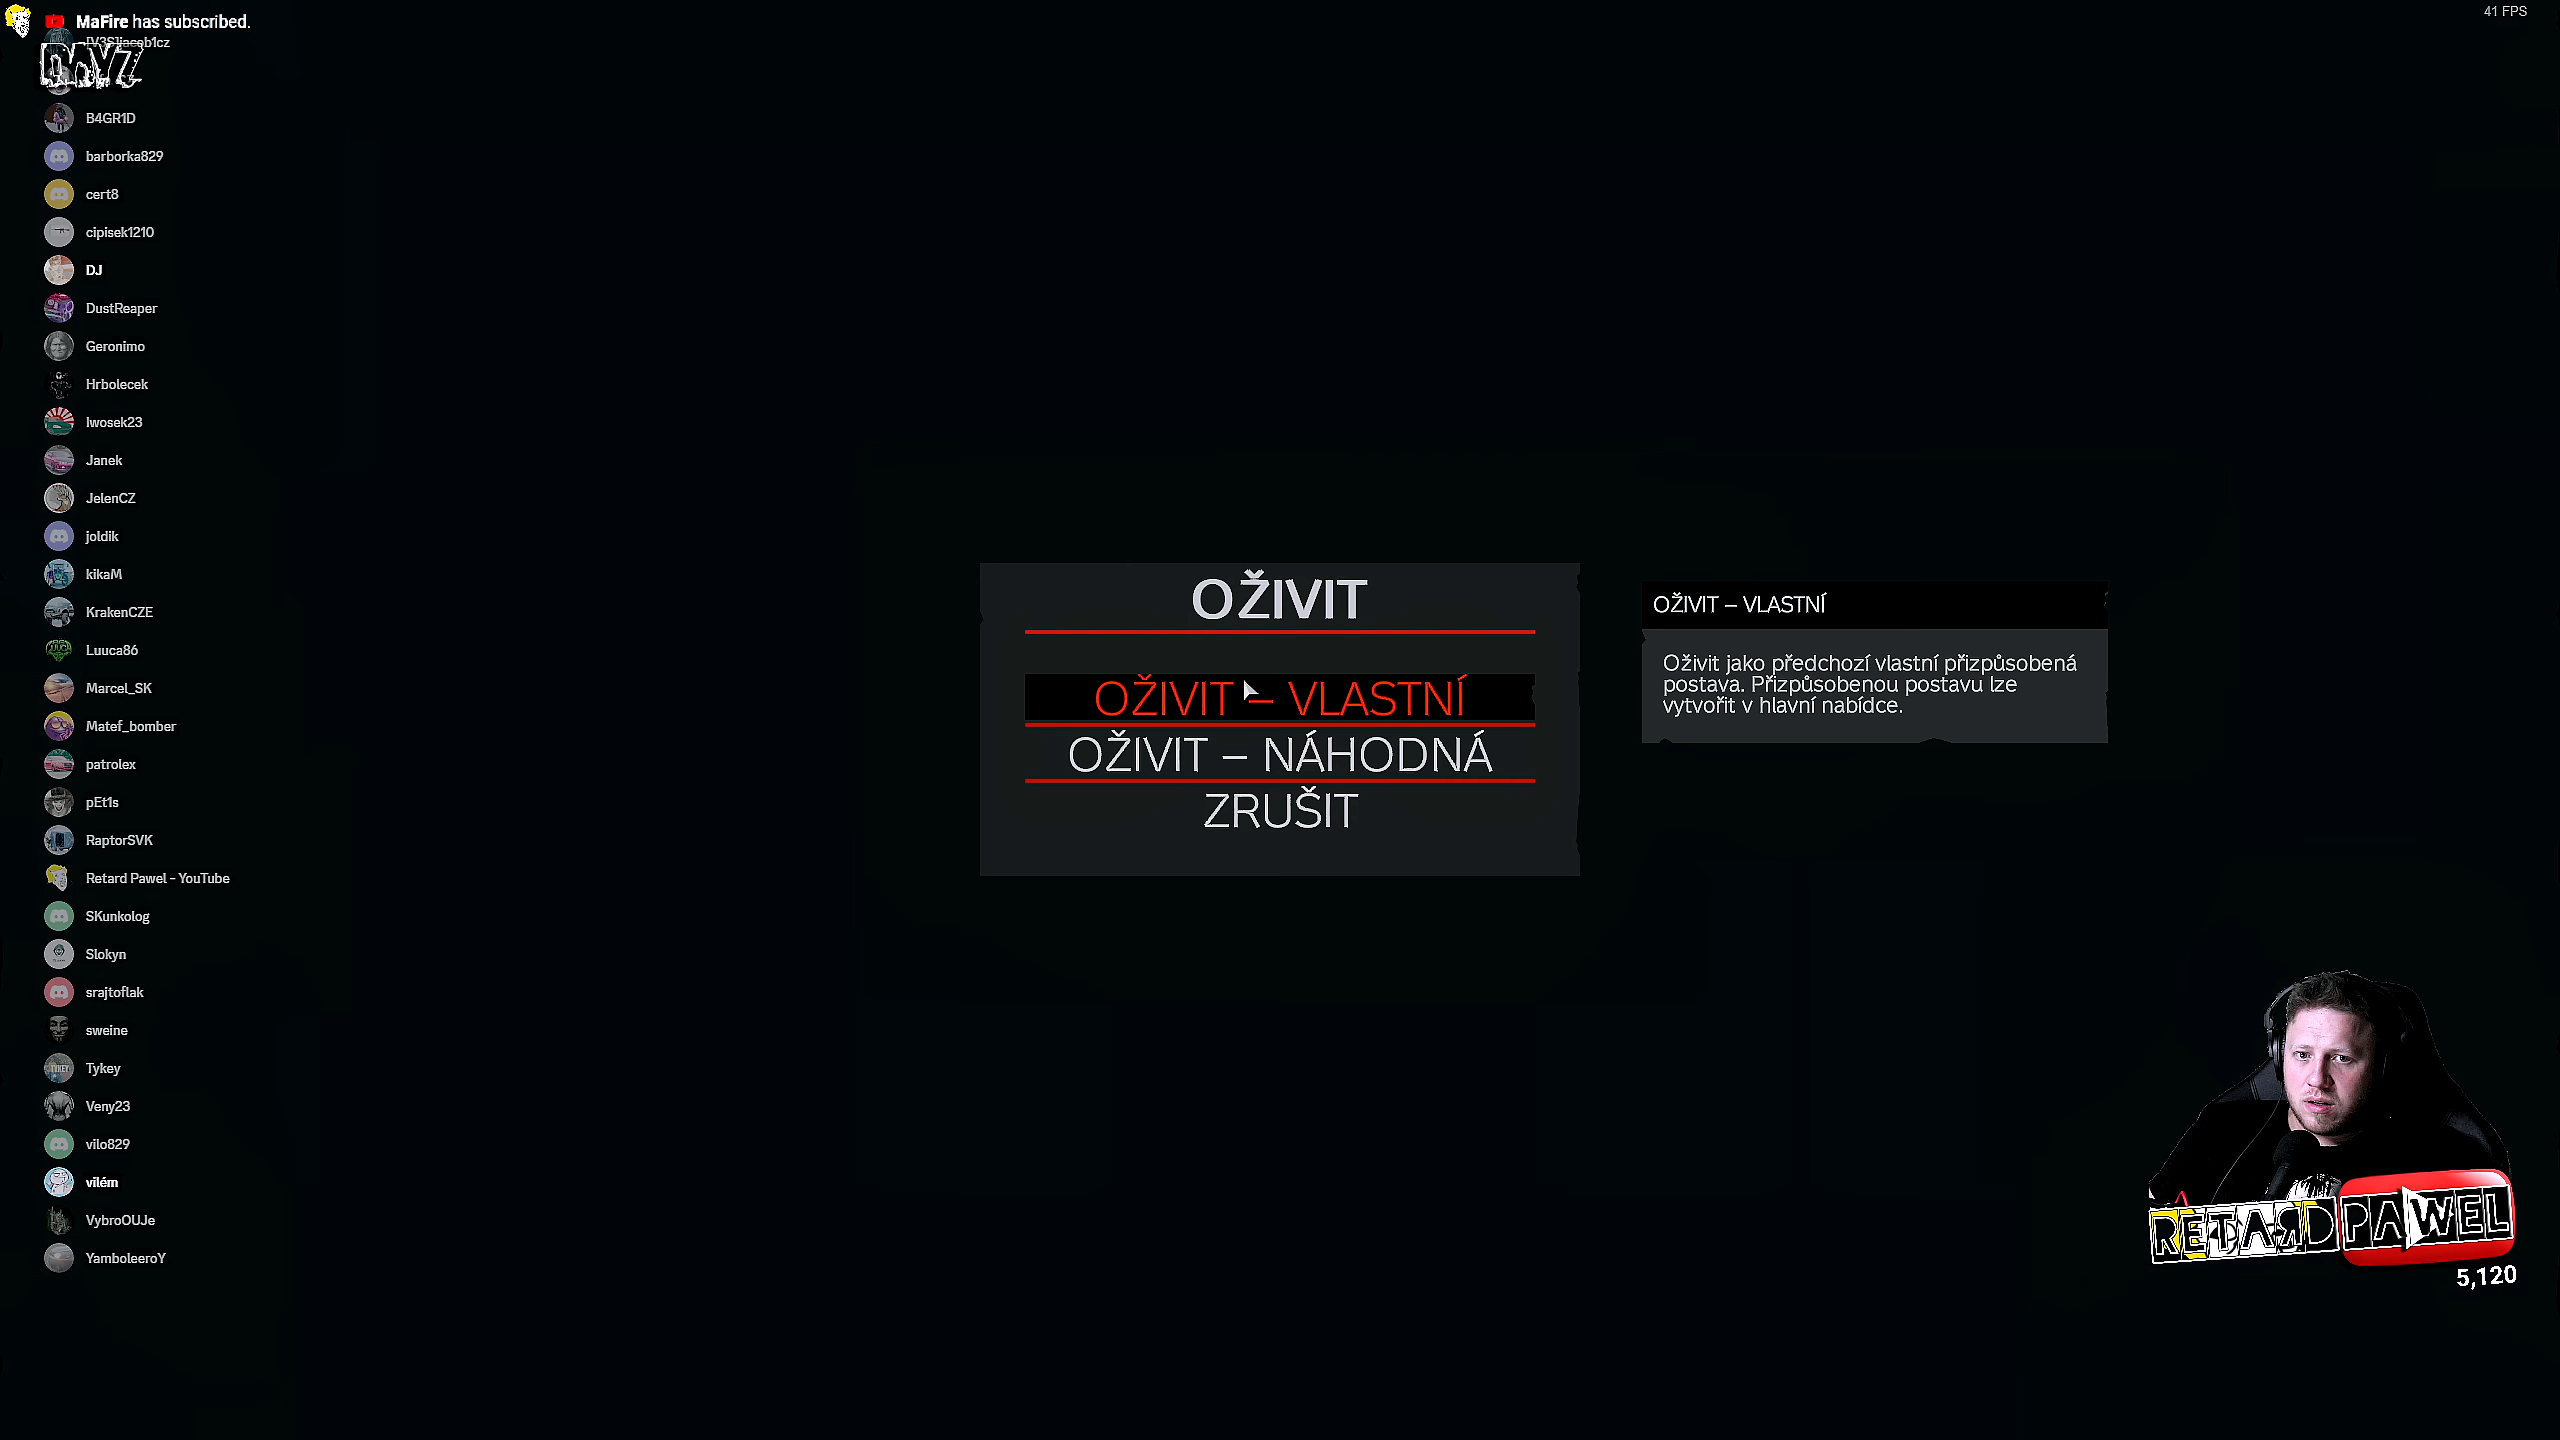 MaFire has subscribed.
41 FPS
[V3S]jacob1cz
DAYZ
B4GR1D
barborka829
cert8
cipisek1210
DJ
DustReaper
Geronimo
Hrbolecek
Iwosek23
Janek
JelenCZ
joldik
kikaM
KrakenCZE
Luuca86
Marcel_SK
Matef_bomber
patrolex
pEt1s
RaptorSVK
Retard Pawel - YouTube
SKunkolog
Slokyn
srajtoflak
sweine
Tykey
Veny23
vilo829
vilém
VybroOUJe
YamboleeroY
OŽIVIT
OŽIVIT – VLASTNÍ
OŽIVIT – NÁHODNÁ
ZRUŠIT
OŽIVIT – VLASTNÍ
Oživit jako předchozí vlastní přizpůsobená
postava. Přizpůsobenou postavu lze
vytvořit v hlavní nabídce.
RETARD PAWEL
5,120